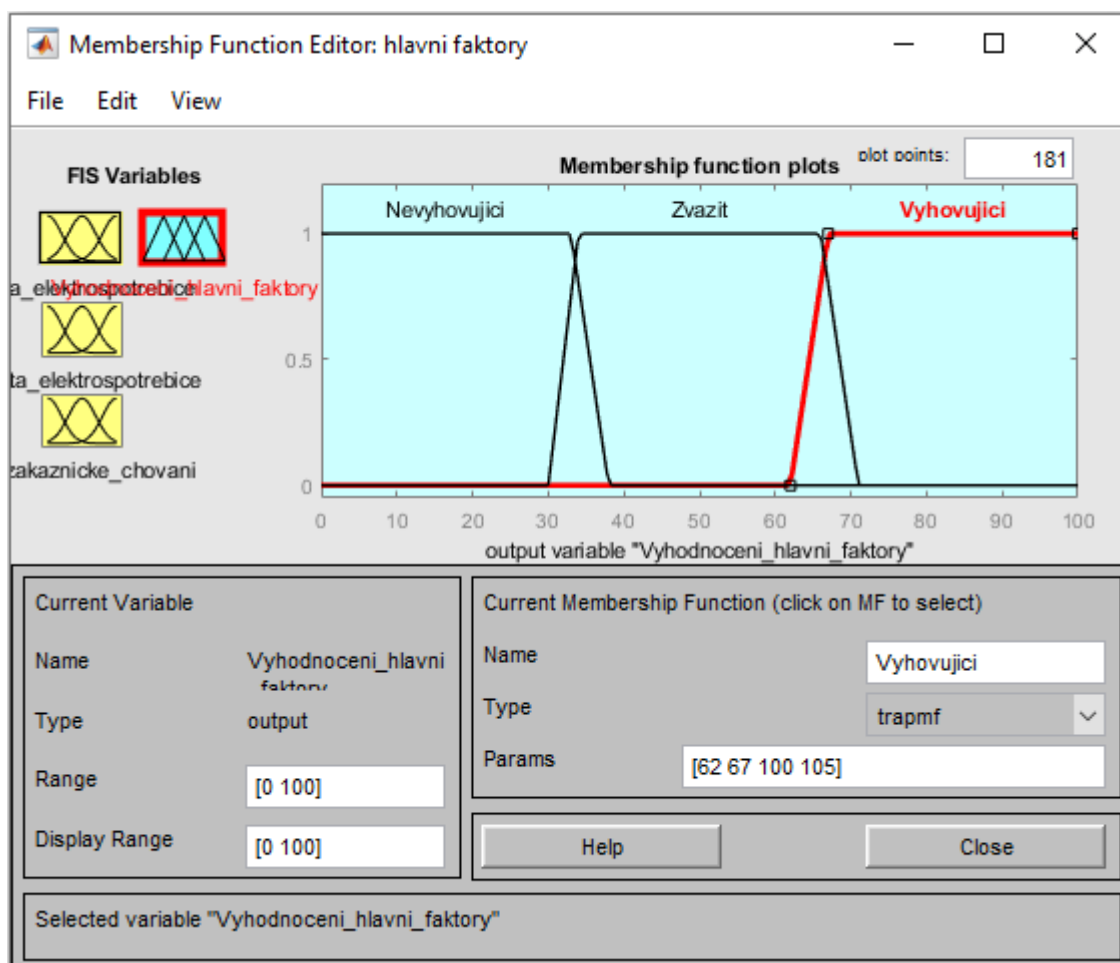 Membership Function Editor: hlavni faktory
File Edit View
FIS Variables
Membership function plots
plot points: 181
Nevyhovujici Zvazit Vyhovujici
1
0.5
0
0 10 20 30 40 50 60 70 80 90 100
output variable "Vyhodnoceni_hlavni_faktory"
a_elektrospotrebice
Vyhodnoceni_hlavni_faktory
ta_elektrospotrebice
zakaznicke_chovani
Current Variable
Name Vyhodnoceni_hlavni
_faktory
Type output
Range [0 100]
Display Range [0 100]
Current Membership Function (click on MF to select)
Name Vyhovujici
Type trapmf
Params [62 67 100 105]
Help Close
Selected variable "Vyhodnoceni_hlavni_faktory"